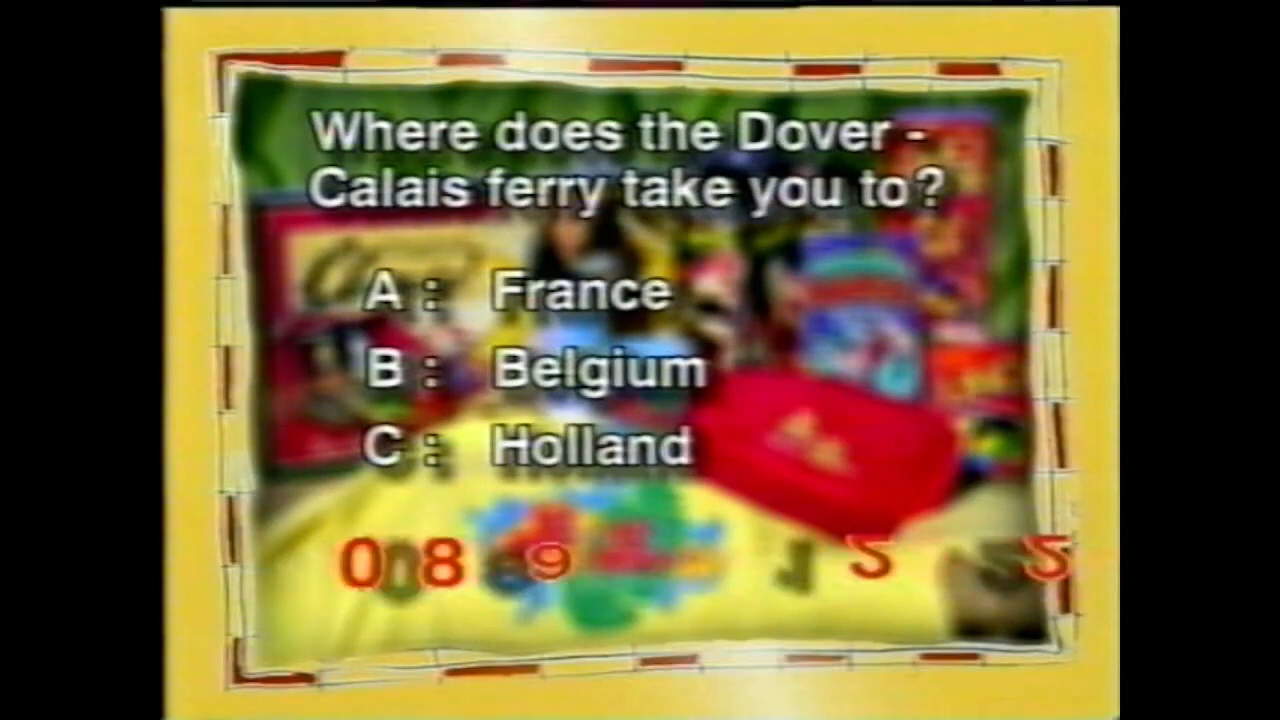 Where does the Dover -
Calais ferry take you to?
A : France
B : Belgium
C : Holland